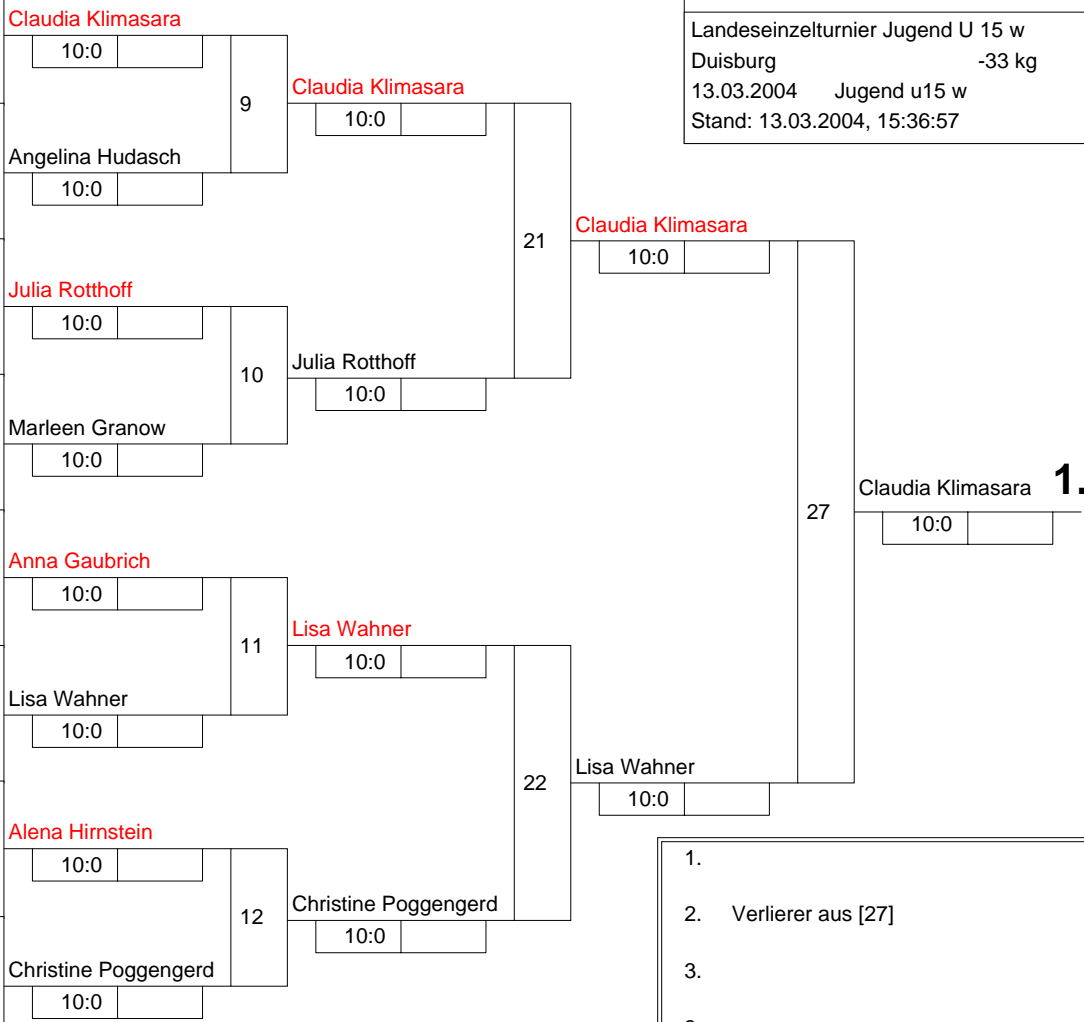 Claudia Klimasara
10:0
9
Angelina Hudasch
10:0
Julia Rotthoff
10:0
10
Marleen Granow
10:0
Anna Gaubrich
10:0
11
Lisa Wahner
10:0
Alena Hirnstein
10:0
12
Christine Poggengerd
10:0
Claudia Klimasara
10:0
21
Julia Rotthoff
10:0
Lisa Wahner
10:0
22
Christine Poggengerd
10:0
Claudia Klimasara
10:0
27
Lisa Wahner
10:0
Claudia Klimasara 1.
10:0
Landeseinzelturnier Jugend U 15 w
Duisburg -33 kg
13.03.2004 Jugend u15 w
Stand: 13.03.2004, 15:36:57
1.
2. Verlierer aus [27]
3.